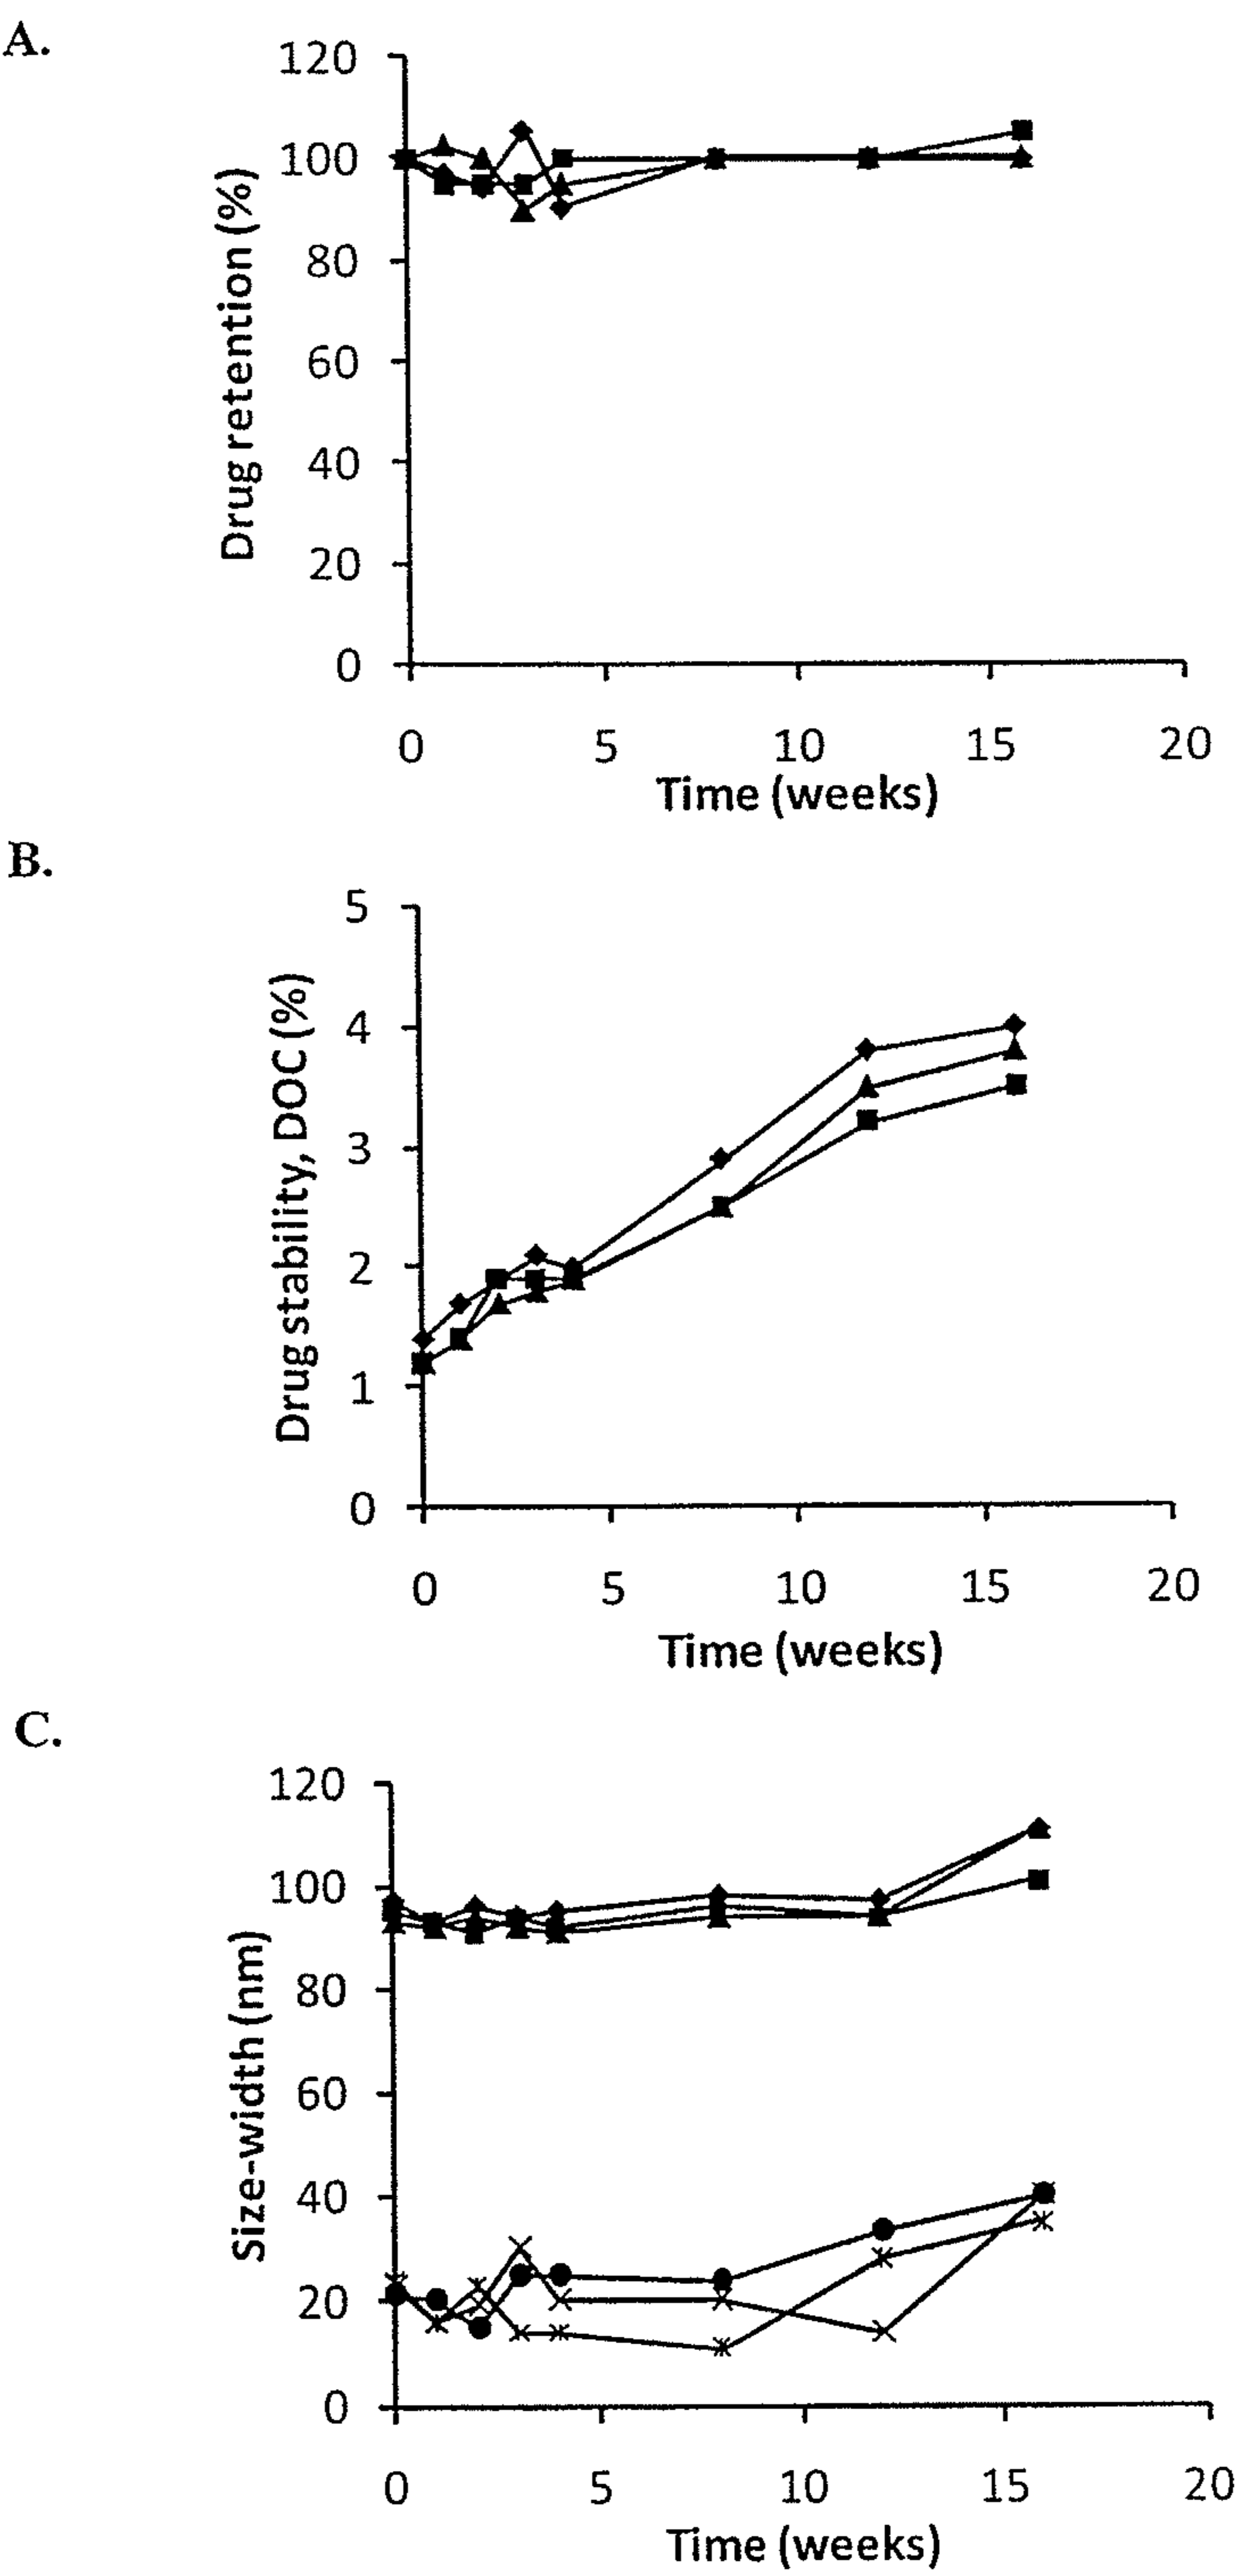 A.
120
100
80
60
40
20
0
Drug retention (%)
0 5 10 15 20
Time (weeks)
B.
5
4
3
2
1
0
Drug stability, DOC (%)
0 5 10 15 20
Time (weeks)
C.
120
100
80
60
40
20
0
Size-width (nm)
0 5 10 15 20
Time (weeks)